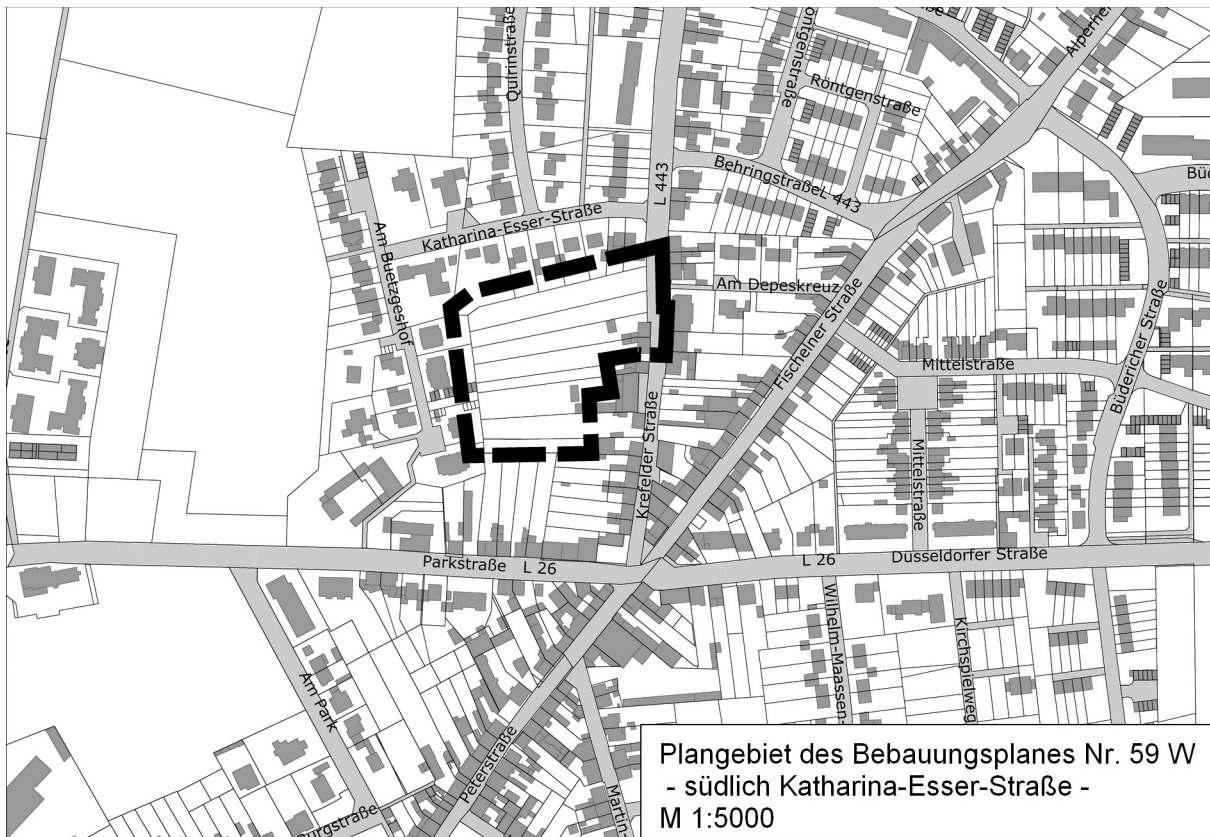 Quirinstraße
Röntgenstraße
Röntgenstraße
L 443
Behringstraße
L 443
Katharina-Esser-Straße
Am Buetzgeshof
Am Depeskreuz
Fischelner Straße
Mittelstraße
Büdericher Straße
Mittelstraße
Krefelder Straße
Parkstraße
L 26
L 26
Düsseldorfer Straße
Wilhelm-Maassen-
Kirchspielweg
Am Park
Peterstraße
Martin-
Plangebiet des Bebauungsplanes Nr. 59 W
- südlich Katharina-Esser-Straße -
M 1:5000